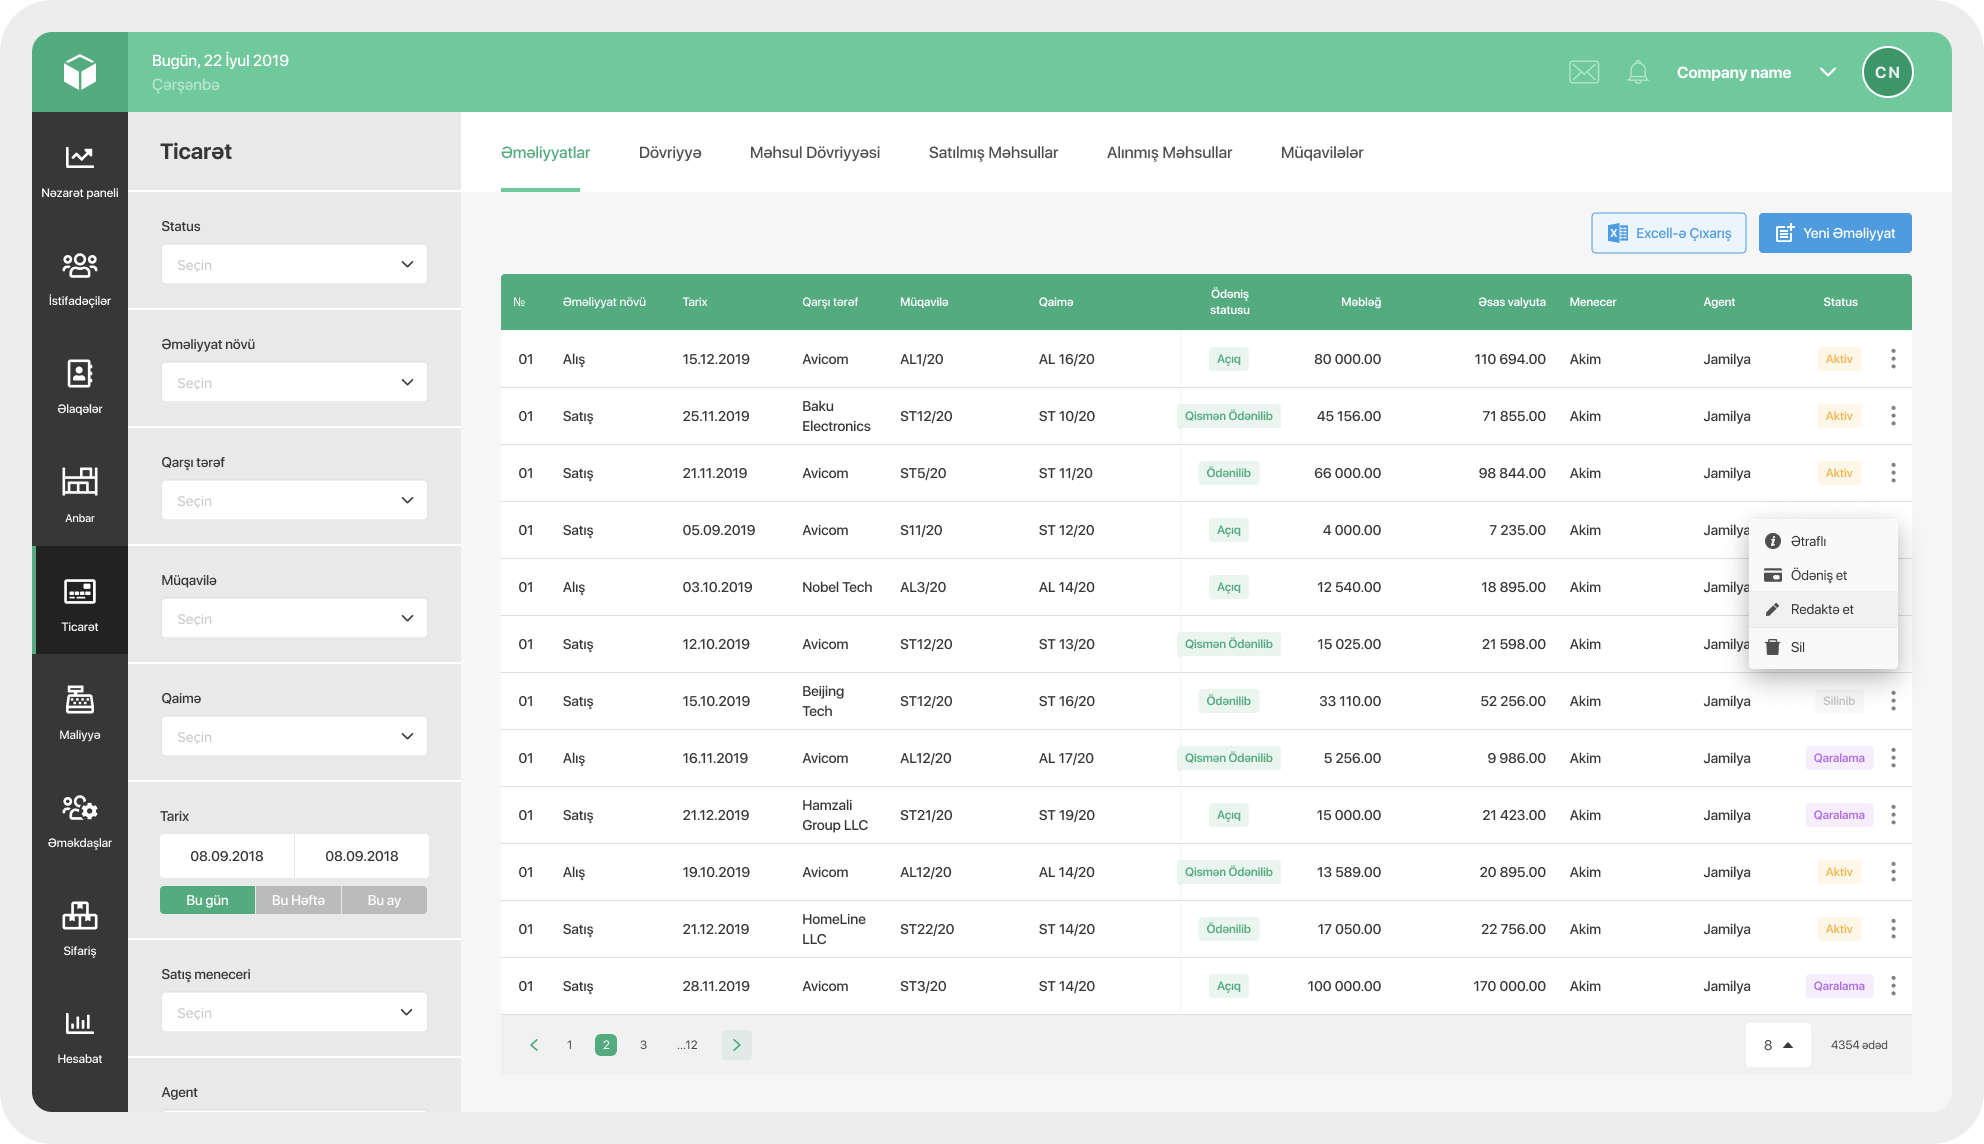 Bugün, 22 İyul 2019
Çərşənbə
Company name
CN
Nəzarət paneli
İstifadəçilər
Əlaqələr
Anbar
Ticarət
Maliyyə
Əməkdaşlar
Sifariş
Hesabat
Ticarət
Status
Seçin
Əməliyyat növü
Seçin
Qarşı tərəf
Seçin
Müqavilə
Seçin
Qaimə
Seçin
Tarix
08.09.2018 08.09.2018
Bu gün Bu Həftə Bu ay
Satış meneceri
Seçin
Agent
Əməliyyatlar Dövriyyə Məhsul Dövriyyəsi Satılmış Məhsullar Alınmış Məhsullar Müqavilələr
Excell-ə Çıxarış Yeni Əməliyyat
№ Əməliyyat növü Tarix Qarşı tərəf Müqavilə Qaimə Ödəniş statusu Məbləğ Əsas valyuta Menecer Agent Status
01 Alış 15.12.2019 Avicom AL1/20 AL 16/20 Açıq 80 000.00 110 694.00 Akim Jamilya Aktiv
01 Satış 25.11.2019 Baku Electronics ST12/20 ST 10/20 Qismən Ödənilib 45 156.00 71 855.00 Akim Jamilya Aktiv
01 Satış 21.11.2019 Avicom ST5/20 ST 11/20 Ödənilib 66 000.00 98 844.00 Akim Jamilya Aktiv
01 Satış 05.09.2019 Avicom S11/20 ST 12/20 Açıq 4 000.00 7 235.00 Akim Jamilya
01 Alış 03.10.2019 Nobel Tech AL3/20 AL 14/20 Açıq 12 540.00 18 895.00 Akim Jamilya
01 Satış 12.10.2019 Avicom ST12/20 ST 13/20 Qismən Ödənilib 15 025.00 21 598.00 Akim Jamilya
01 Satış 15.10.2019 Beijing Tech ST12/20 ST 16/20 Ödənilib 33 110.00 52 256.00 Akim Jamilya Silinib
01 Alış 16.11.2019 Avicom AL12/20 AL 17/20 Qismən Ödənilib 5 256.00 9 986.00 Akim Jamilya Qaralama
01 Satış 21.12.2019 Hamzali Group LLC ST21/20 ST 19/20 Açıq 15 000.00 21 423.00 Akim Jamilya Qaralama
01 Alış 19.10.2019 Avicom AL12/20 AL 14/20 Qismən Ödənilib 13 589.00 20 895.00 Akim Jamilya Aktiv
01 Satış 21.12.2019 HomeLine LLC ST22/20 ST 14/20 Ödənilib 17 050.00 22 756.00 Akim Jamilya Aktiv
01 Satış 28.11.2019 Avicom ST3/20 ST 14/20 Açıq 100 000.00 170 000.00 Akim Jamilya Qaralama
Ətraflı
Ödəniş et
Redaktə et
Sil
1 2 3 ...12
8 4354 ədəd